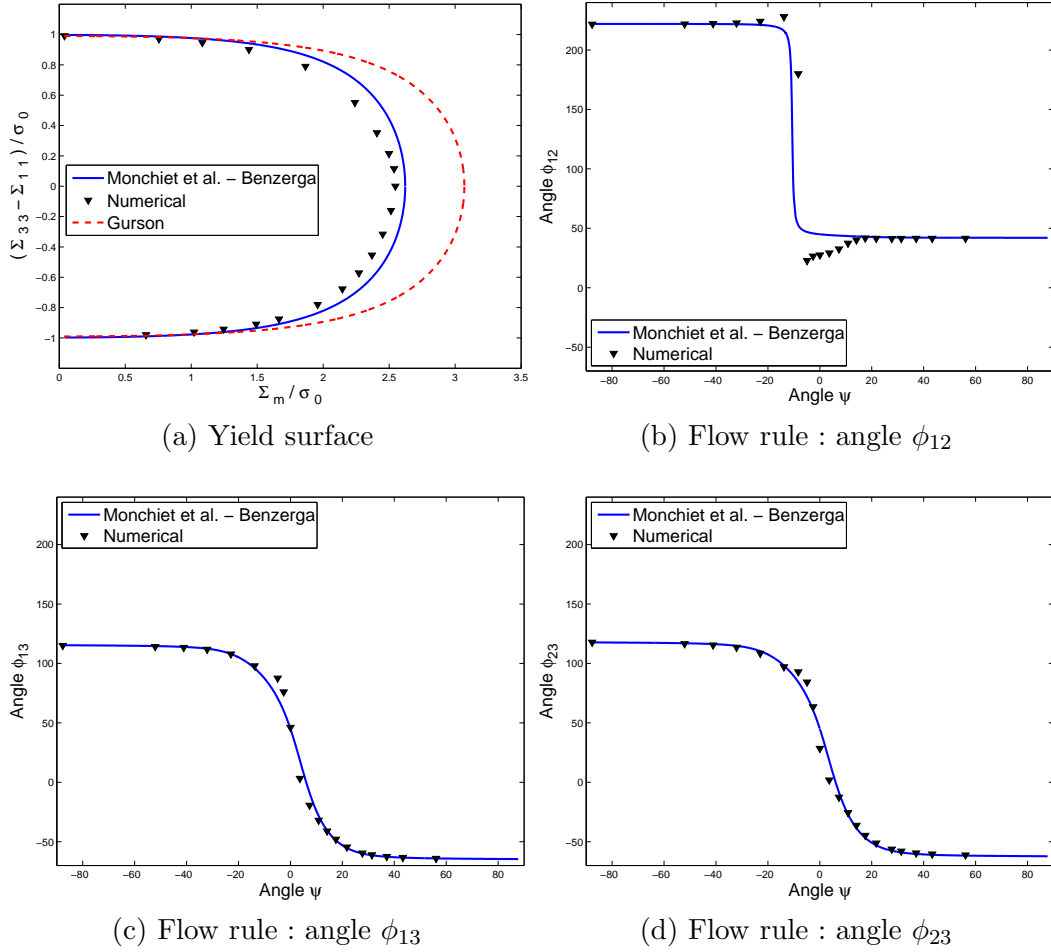 (Σ 3 3 − Σ 1 1) / σ 0
1
0.8
0.6
0.4
0.2
0
−0.2
−0.4
−0.6
−0.8
−1
Monchiet et al. − Benzerga
Numerical
Gurson
0 0.5 1 1.5 2 2.5 3 3.5
Σ m / σ 0
(a) Yield surface
Angle ϕ12
200
150
100
50
0
−50
Monchiet et al. − Benzerga
Numerical
−80 −60 −40 −20 0 20 40 60 80
Angle ψ
(b) Flow rule : angle ϕ12
Monchiet et al. − Benzerga
Numerical
Angle ϕ13
200
150
100
50
0
−50
−80 −60 −40 −20 0 20 40 60 80
Angle ψ
(c) Flow rule : angle ϕ13
Monchiet et al. − Benzerga
Numerical
Angle ϕ23
200
150
100
50
0
−50
−80 −60 −40 −20 0 20 40 60 80
Angle ψ
(d) Flow rule : angle ϕ23